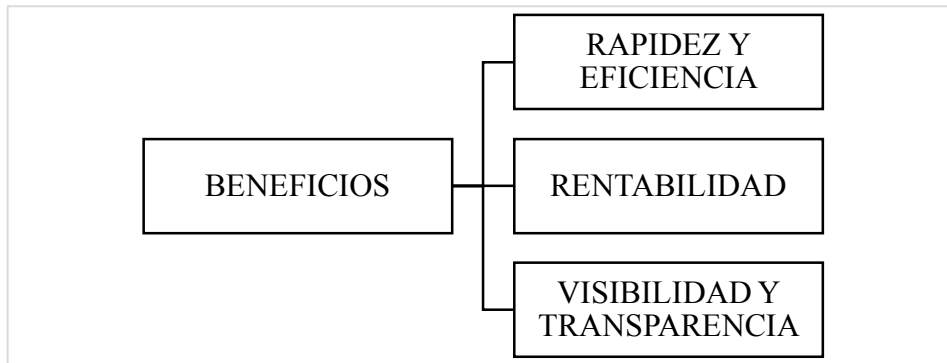 RAPIDEZ Y
EFICIENCIA
BENEFICIOS
RENTABILIDAD
VISIBILIDAD Y
TRANSPARENCIA